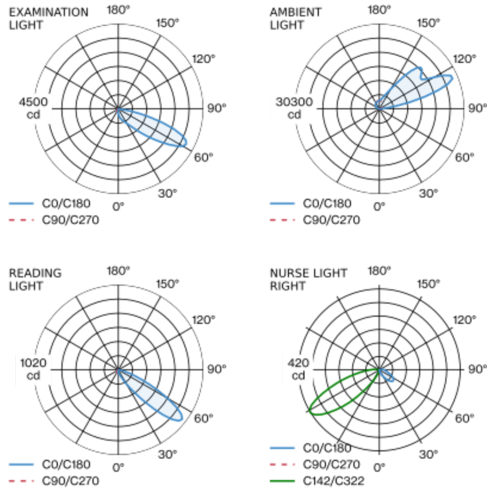 EXAMINATION
LIGHT
180°
150°
120°
4500
cd
90°
60°
30°
0°
C0/C180
C90/C270
AMBIENT
LIGHT
180°
150°
120°
30300
cd
90°
60°
30°
0°
C0/C180
C90/C270
READING
LIGHT
180°
150°
120°
1020
cd
90°
60°
30°
0°
C0/C180
C90/C270
NURSE LIGHT
RIGHT
180°
150°
120°
420
cd
90°
60°
30°
0°
C0/C180
C90/C270
C142/C322